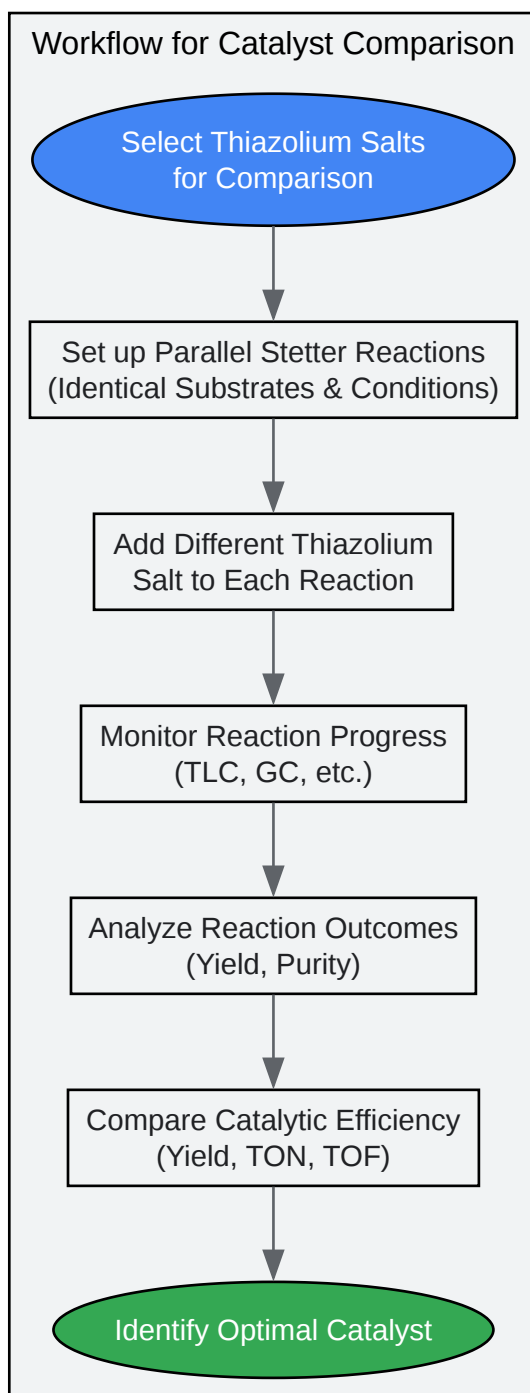 Workflow for Catalyst Comparison
Select Thiazolium Salts
for Comparison
Set up Parallel Stetter Reactions
(Identical Substrates & Conditions)
Add Different Thiazolium
Salt to Each Reaction
Monitor Reaction Progress
(TLC, GC, etc.)
Analyze Reaction Outcomes
(Yield, Purity)
Compare Catalytic Efficiency
(Yield, TON, TOF)
Identify Optimal Catalyst